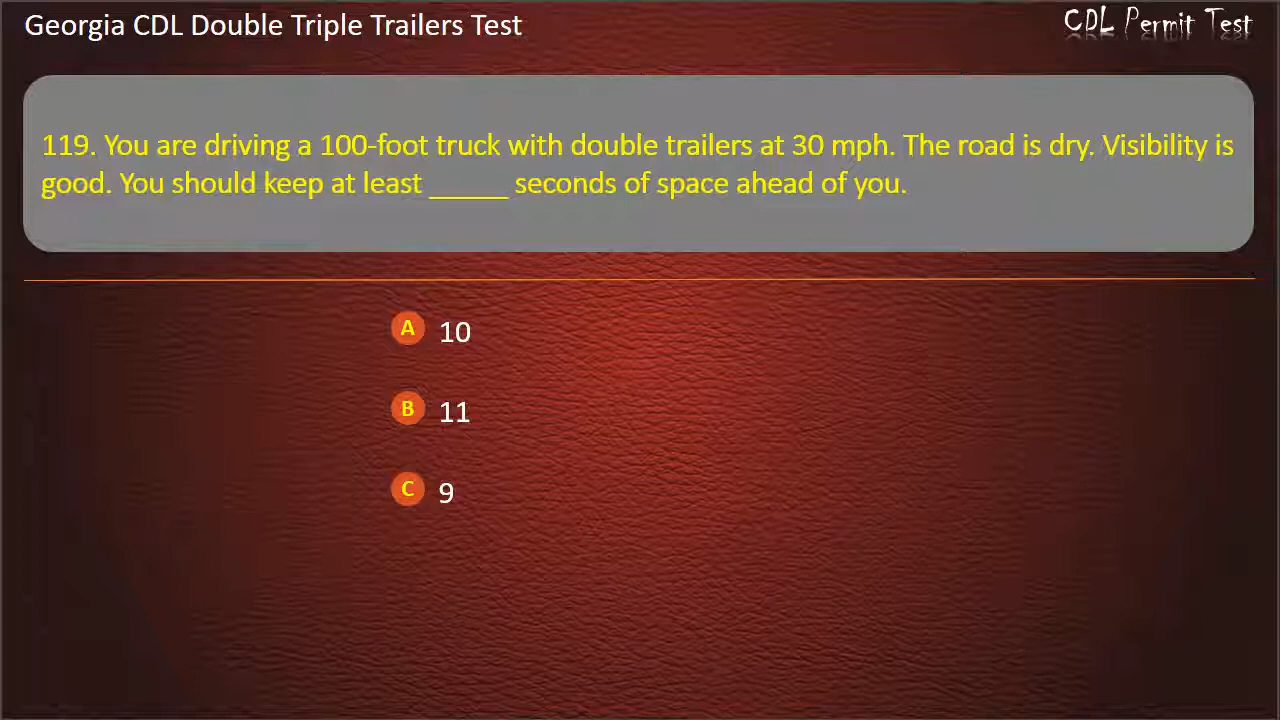 Georgia CDL Double Triple Trailers Test
CDL Permit Test
119. You are driving a 100-foot truck with double trailers at 30 mph. The road is dry. Visibility is
good. You should keep at least _____ seconds of space ahead of you.
A 10
B 11
C 9